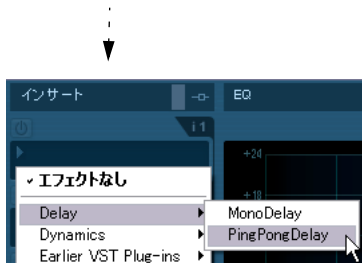 インサート EQ
i1
+24
✓エフェクトなし
+18
Delay MonoDelay
Dynamics PingPongDelay
Earlier VST Plug-ins